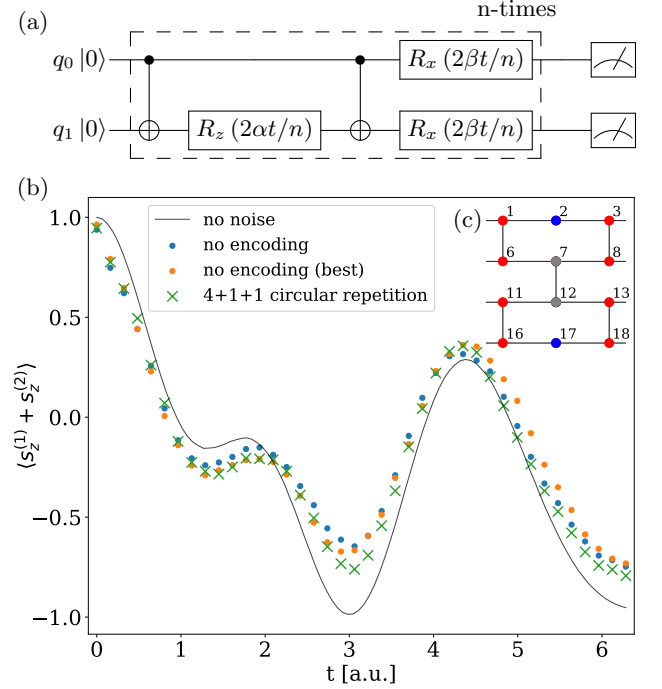 (a)
n-times
q₀ |0⟩
Rₓ (2βt/n)
q₁ |0⟩
R_z (2αt/n)
Rₓ (2βt/n)
(b)
no noise
no encoding
no encoding (best)
4+1+1 circular repetition
(c)
1 2 3
6 7 8
11 12 13
16 17 18
1.0
0.5
0.0
−0.5
−1.0
⟨s_z^(1) + s_z^(2)⟩
0 1 2 3 4 5 6
t [a.u.]